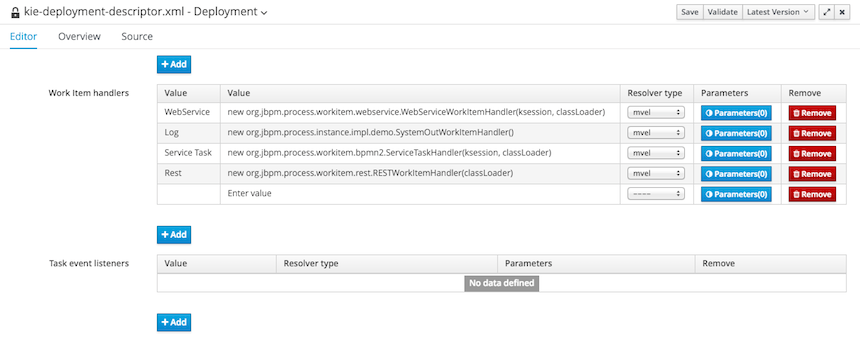 kie-deployment-descriptor.xml - Deployment
Save Validate Latest Version
Editor Overview Source
Add
Work Item handlers
Value Value Resolver type Parameters Remove
WebService new org.jbpm.process.workitem.webservice.WebServiceWorkItemHandler(ksession, classLoader) mvel Parameters(0) Remove
Log new org.jbpm.process.instance.impl.demo.SystemOutWorkItemHandler() mvel Parameters(0) Remove
Service Task new org.jbpm.process.workitem.bpmn2.ServiceTaskHandler(ksession, classLoader) mvel Parameters(0) Remove
Rest new org.jbpm.process.workitem.rest.RESTWorkItemHandler(classLoader) mvel Parameters(0) Remove
Enter value ---- Parameters(0) Remove
Add
Task event listeners
Value Resolver type Parameters Remove
No data defined
Add